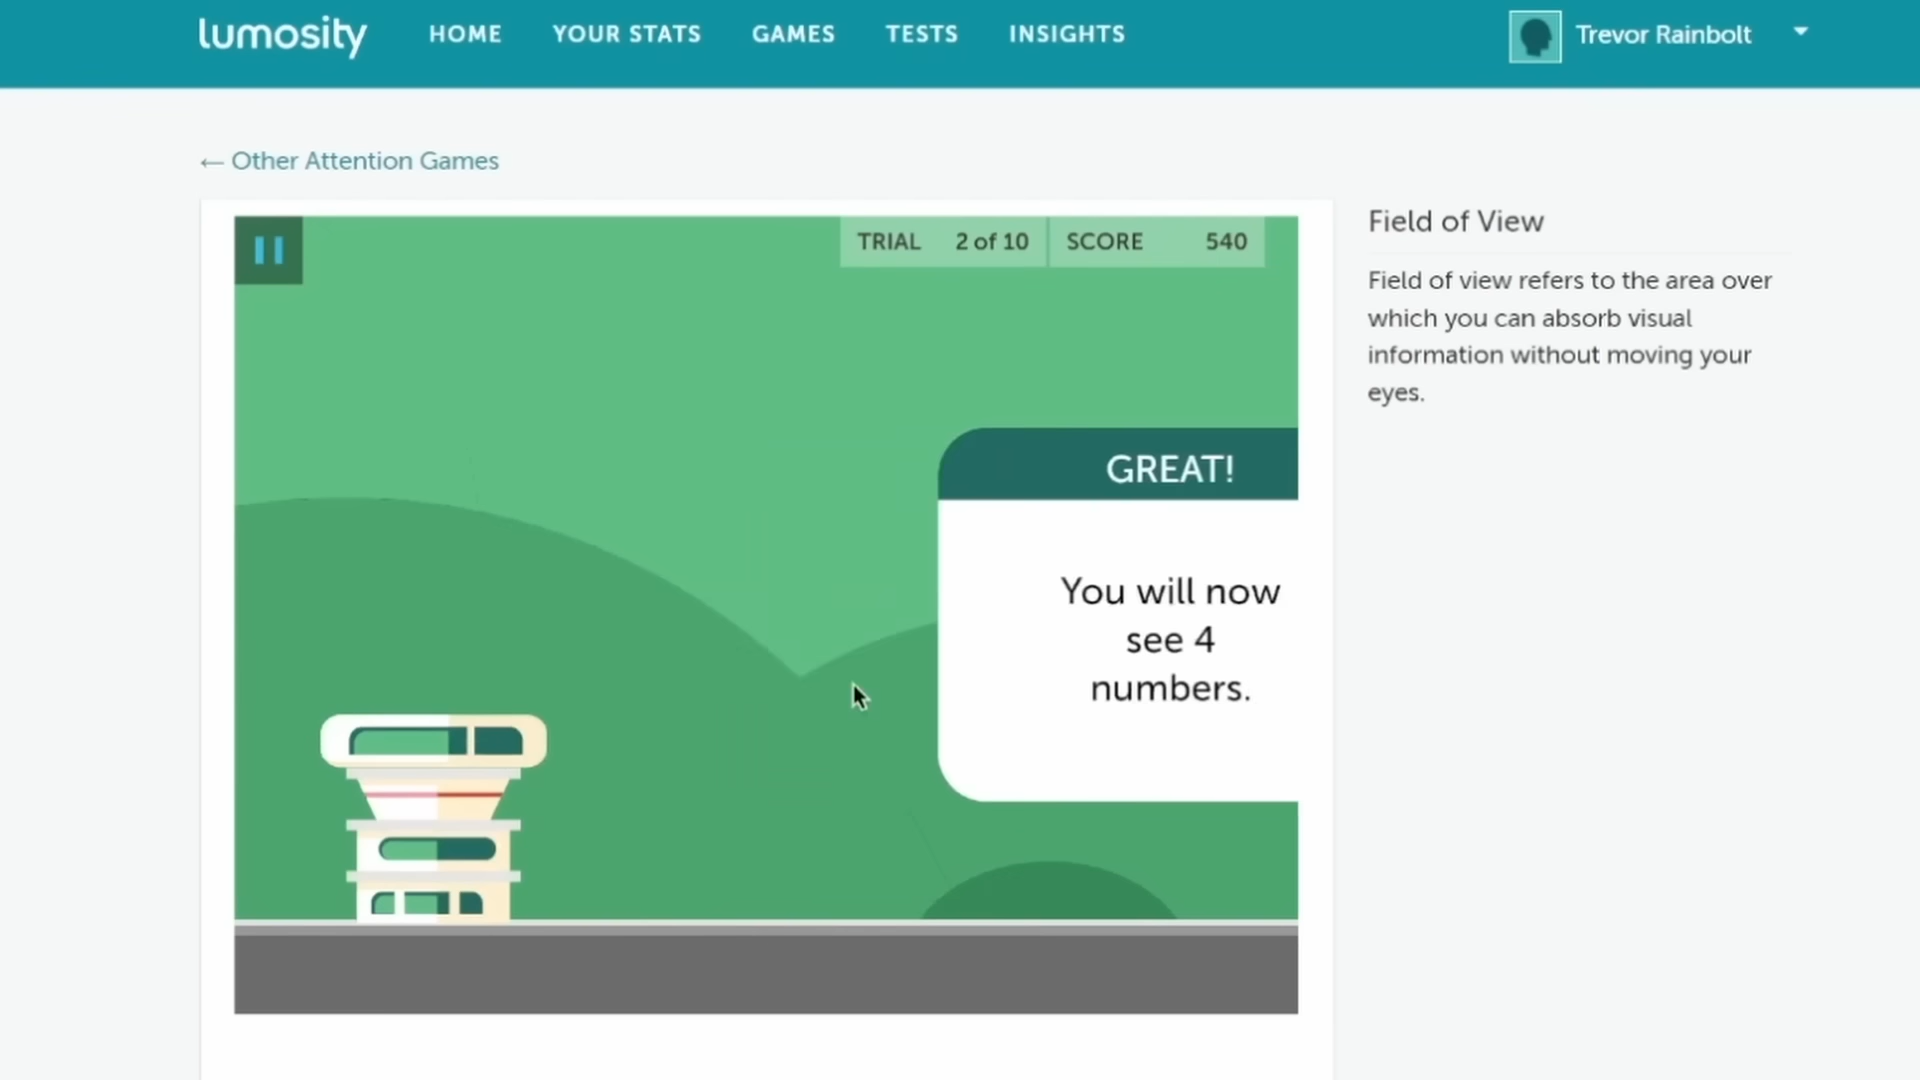 lumosity HOME YOUR STATS GAMES TESTS INSIGHTS Trevor Rainbolt
← Other Attention Games
TRIAL 2 of 10 SCORE 540
GREAT!
You will now
see 4
numbers.
Field of View
Field of view refers to the area over
which you can absorb visual
information without moving your
eyes.